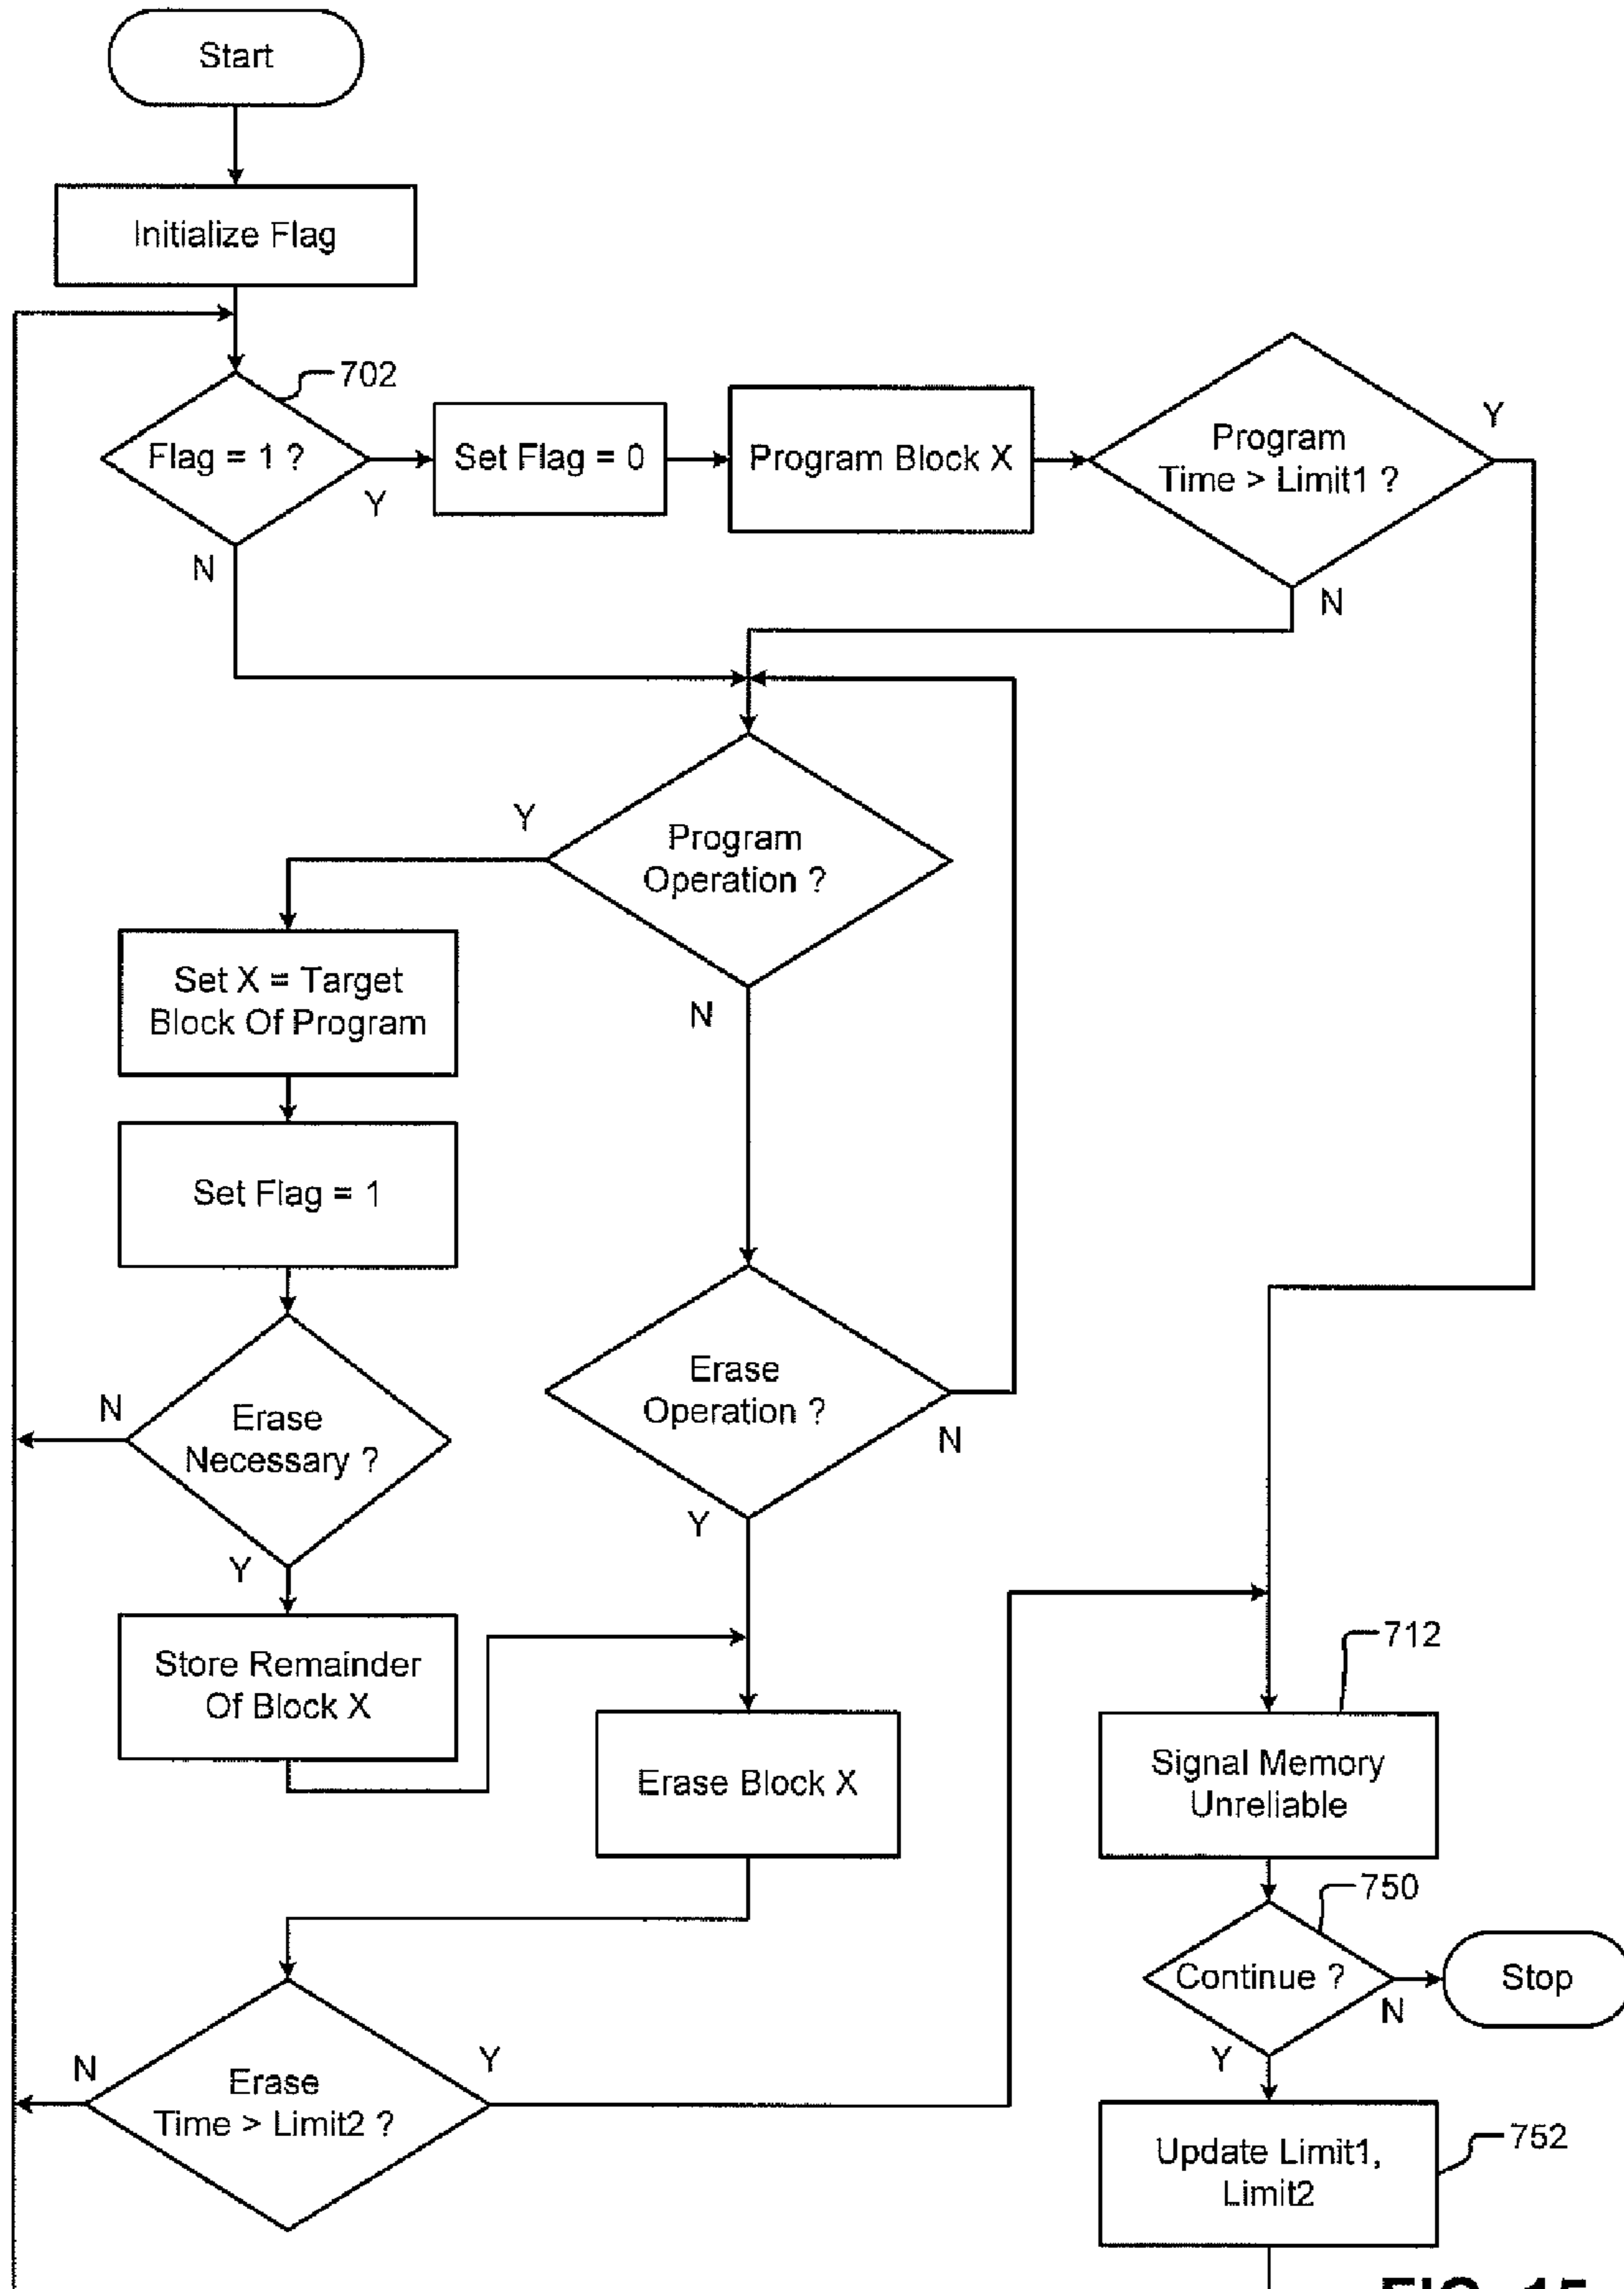 Start
Initialize Flag
702
Flag = 1 ?
Y
N
Set Flag = 0
Program Block X
Program
Time > Limit1 ?
Y
N
Program
Operation ?
Y
N
Set X = Target
Block Of Program
Set Flag = 1
Erase
Necessary ?
N
Y
Erase
Operation ?
N
Y
Store Remainder
Of Block X
Erase Block X
712
Signal Memory
Unreliable
750
Continue ?
N
Y
Stop
Erase
Time > Limit2 ?
N
Y
752
Update Limit1,
Limit2
FIG. 15